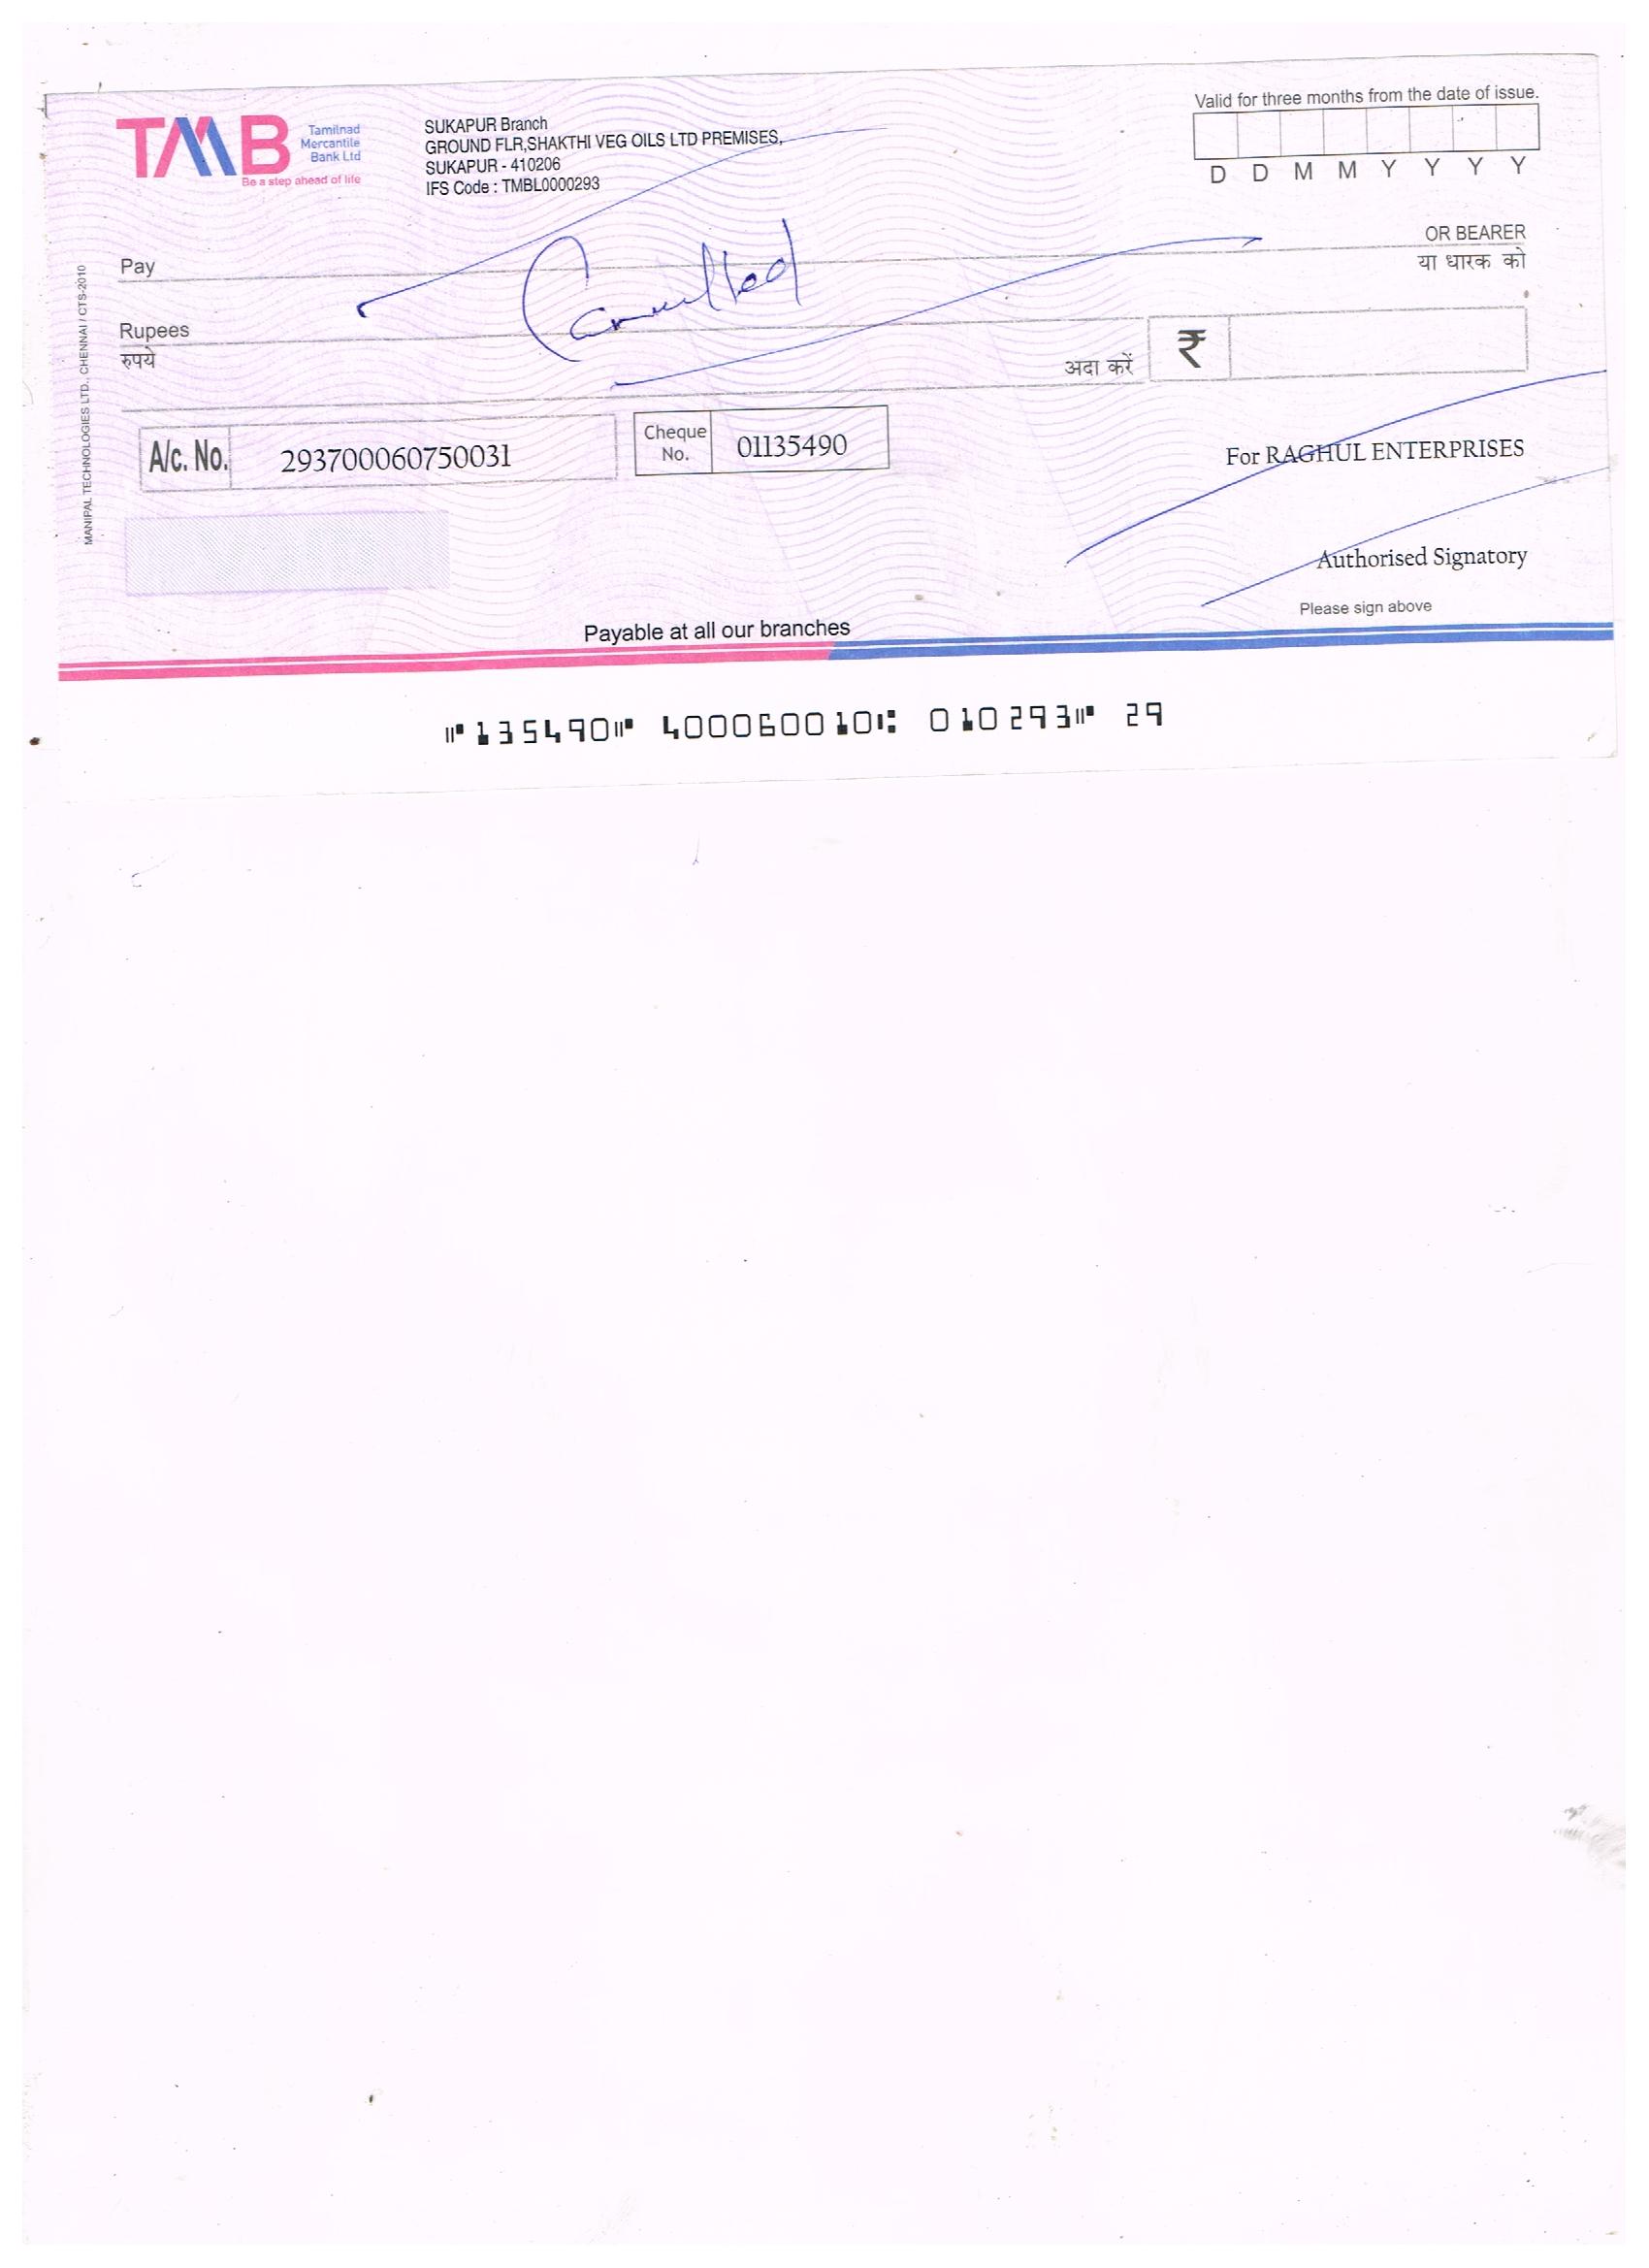 TMB
Tamilnad
Mercantile
Bank Ltd
Be a step ahead of life
SUKAPUR Branch
GROUND FLR,SHAKTHI VEG OILS LTD PREMISES,
SUKAPUR - 410206
IFS Code : TMBL0000293
Valid for three months from the date of issue.
D D M M Y Y Y Y
Pay
OR BEARER
या धारक को
Cancelled
Rupees
रुपये
अदा करें
₹
A/c. No. 293700060750031
Cheque No. 01135490
For RAGHUL ENTERPRISES
Authorised Signatory
Please sign above
Payable at all our branches
MANIPAL TECHNOLOGIES LTD., CHENNAI / CTS-2010
⑈135490⑈ 400060010⑆ 010293⑈ 29